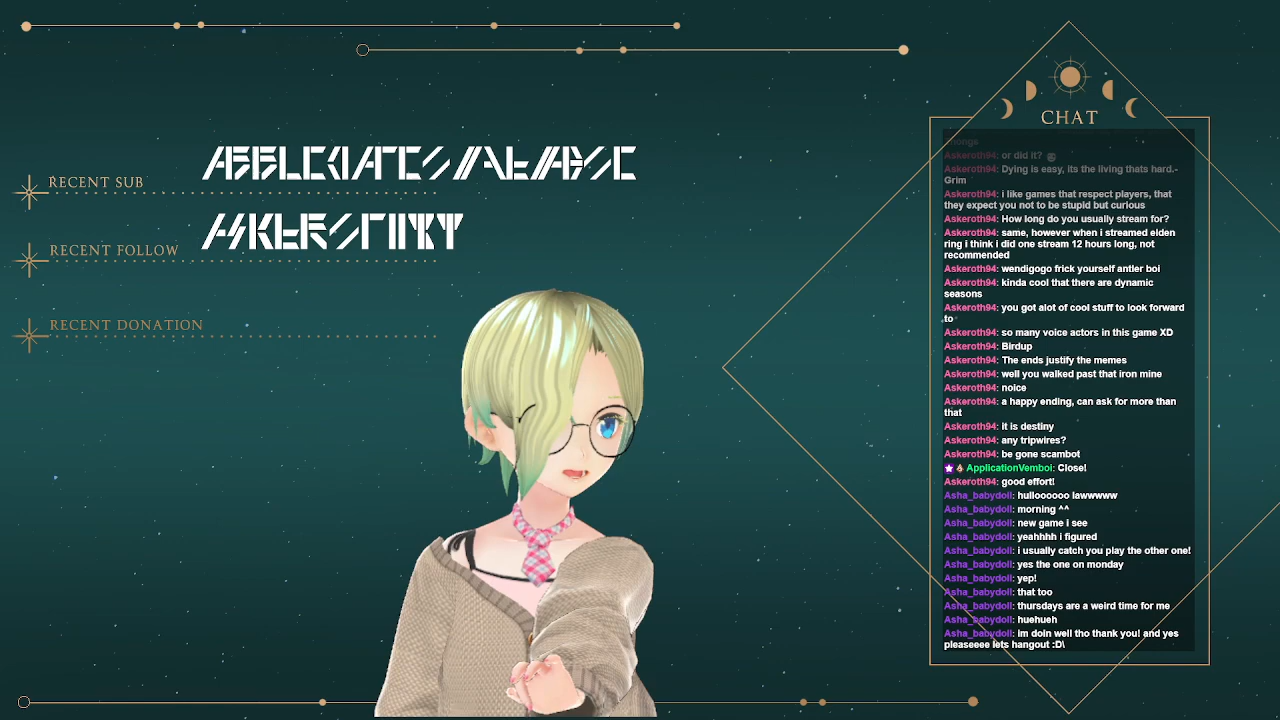 CHAT
thongs
Askeroth94: or did it?
Askeroth94: Dying is easy, its the living thats hard.-
Grim
Askeroth94: i like games that respect players, that
they expect you not to be stupid but curious
Askeroth94: How long do you usually stream for?
Askeroth94: same, however when i streamed elden
ring i think i did one stream 12 hours long, not
recommended
Askeroth94: wendigogo frick yourself antler boi
Askeroth94: kinda cool that there are dynamic
seasons
Askeroth94: you got alot of cool stuff to look forward
to
Askeroth94: so many voice actors in this game XD
Askeroth94: Birdup
Askeroth94: The ends justify the memes
Askeroth94: well you walked past that iron mine
Askeroth94: noice
Askeroth94: a happy ending, can ask for more than
that
Askeroth94: it is destiny
Askeroth94: any tripwires?
Askeroth94: be gone scambot
ApplicationVemboi: Close!
Askeroth94: good effort!
Asha_babydoll: hulloooooo lawwwww
Asha_babydoll: morning ^^
Asha_babydoll: new game i see
Asha_babydoll: yeahhhh i figured
Asha_babydoll: i usually catch you play the other one!
Asha_babydoll: yes the one on monday
Asha_babydoll: yep!
Asha_babydoll: that too
Asha_babydoll: thursdays are a weird time for me
Asha_babydoll: huehueh
Asha_babydoll: im doin well tho thank you! and yes
pleaseeee lets hangout :D\
RECENT SUB
RECENT FOLLOW
RECENT DONATION